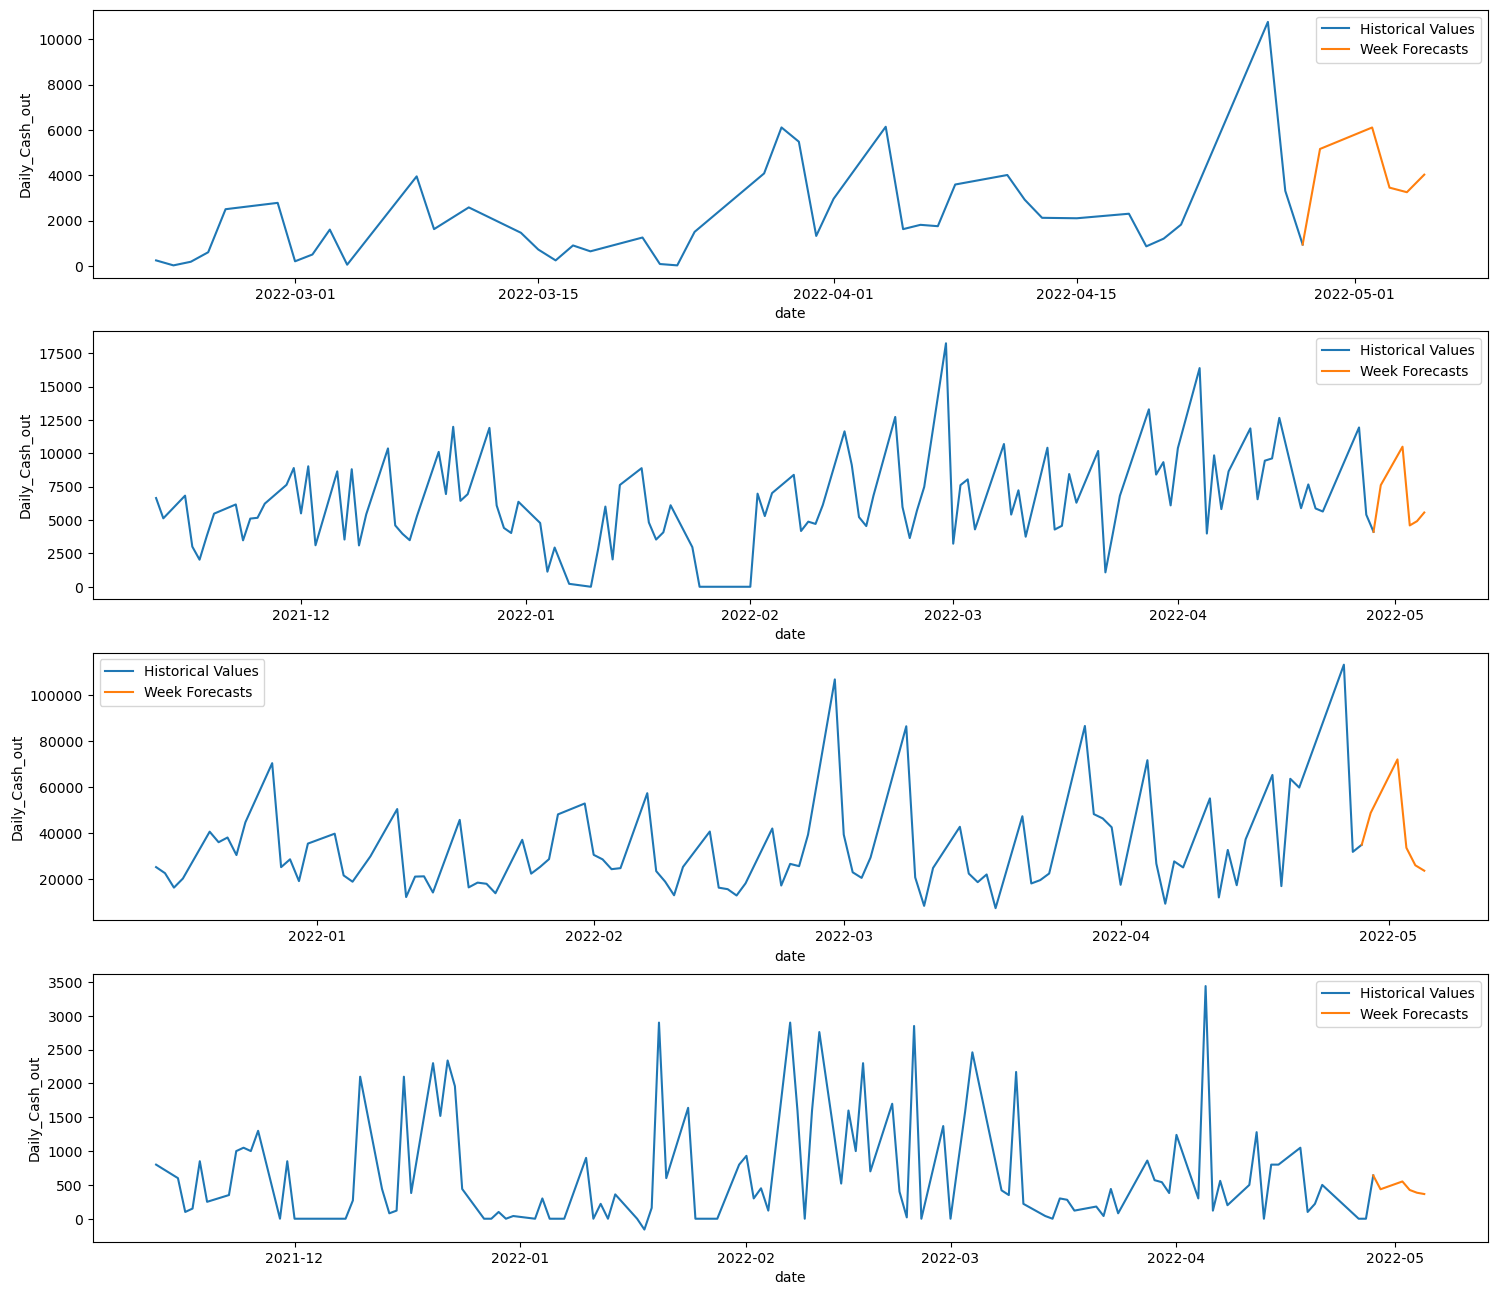 Daily_Cash_out
10000
8000
6000
4000
2000
0
Historical Values
Week Forecasts
2022-03-01 2022-03-15 2022-04-01 2022-04-15 2022-05-01
date
Daily_Cash_out
17500
15000
12500
10000
7500
5000
2500
0
Historical Values
Week Forecasts
2021-12 2022-01 2022-02 2022-03 2022-04 2022-05
date
Daily_Cash_out
100000
80000
60000
40000
20000
Historical Values
Week Forecasts
2022-01 2022-02 2022-03 2022-04 2022-05
date
Daily_Cash_out
3500
3000
2500
2000
1500
1000
500
0
Historical Values
Week Forecasts
2021-12 2022-01 2022-02 2022-03 2022-04 2022-05
date